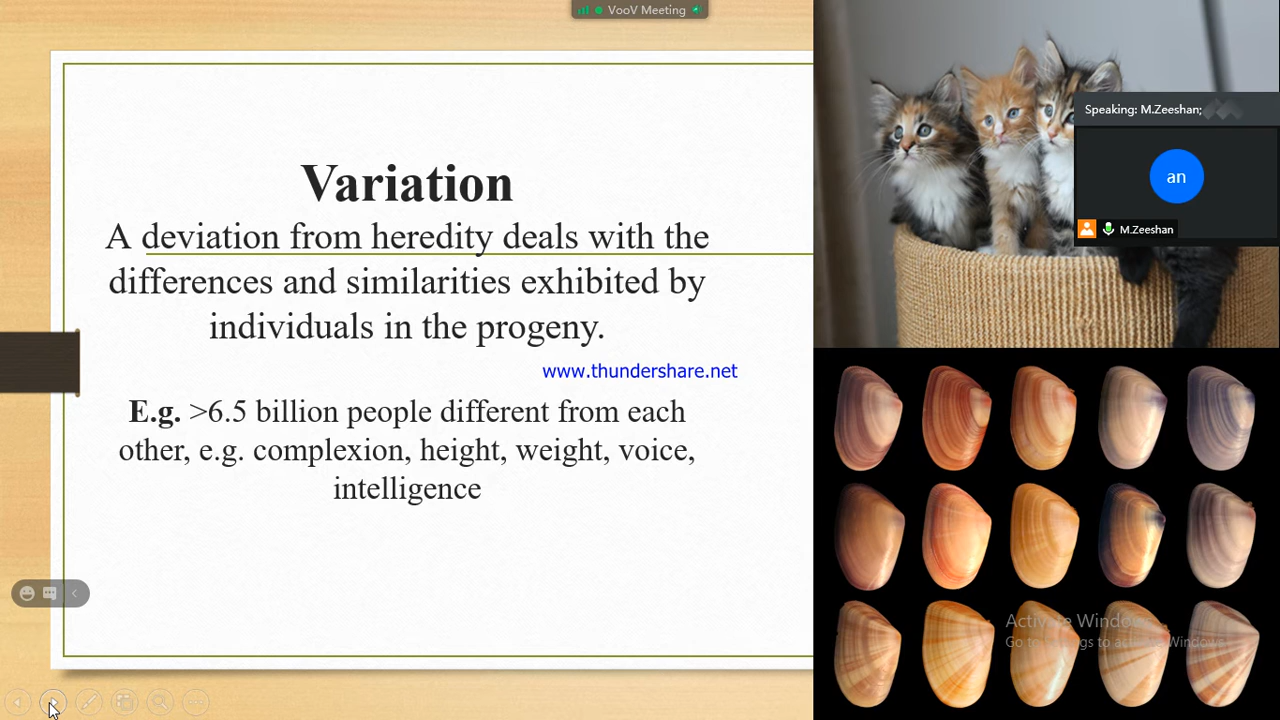 VooV Meeting
Speaking: M.Zeeshan;
an
M.Zeeshan
Variation
A deviation from heredity deals with the
differences and similarities exhibited by
individuals in the progeny.
www.thundershare.net
E.g. >6.5 billion people different from each
other, e.g. complexion, height, weight, voice,
intelligence
Activate Windows
Go to Settings to activate Windows.